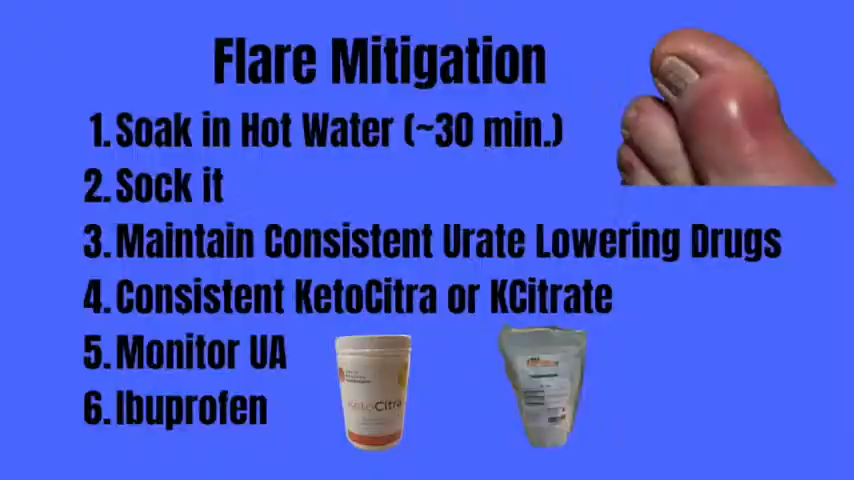 Flare Mitigation
1. Soak in Hot Water (~30 min.)
2. Sock it
3. Maintain Consistent Urate Lowering Drugs
4. Consistent KetoCitra or KCitrate
5. Monitor UA
6. Ibuprofen
KetoCitra